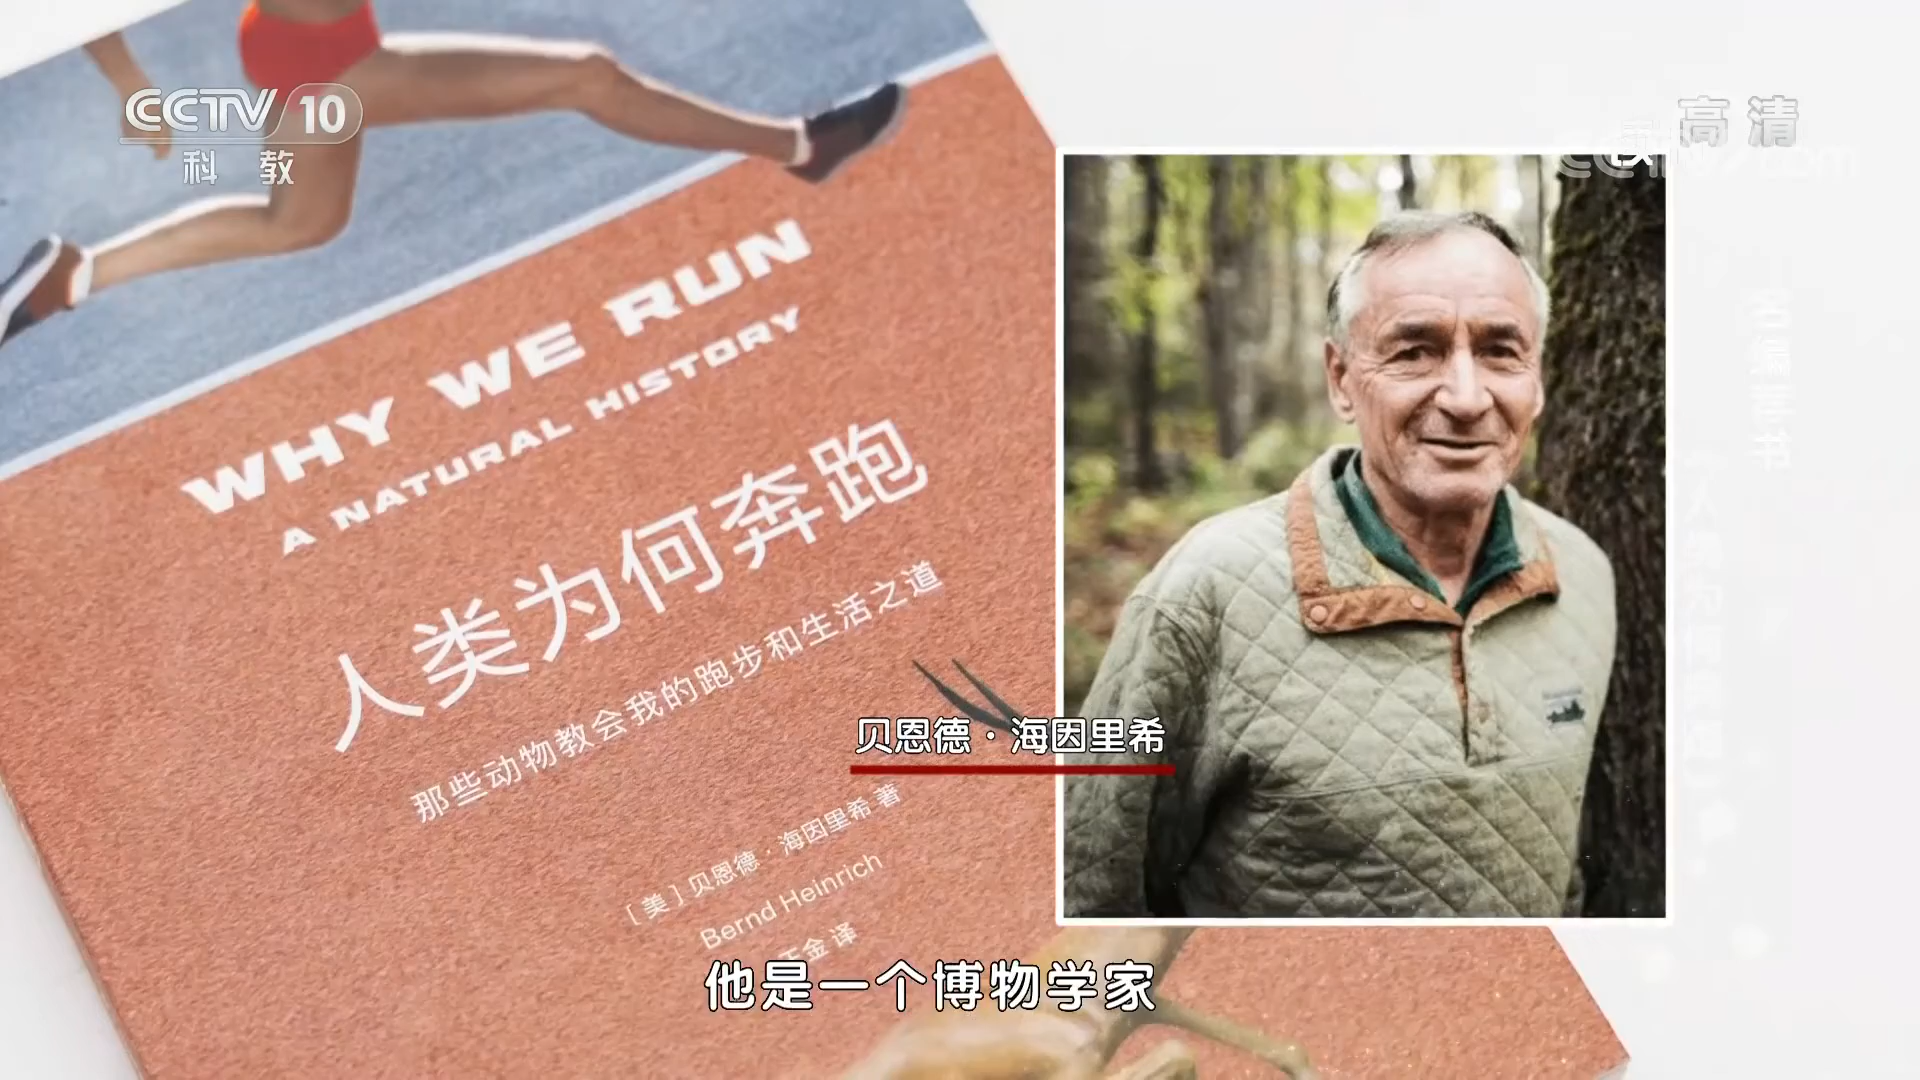 CCTV 10
科教
高清
WHY WE RUN
A NATURAL HISTORY
人类为何奔跑
那些动物教会我的跑步和生活之道
贝恩德·海因里希
[美]贝恩德·海因里希 著
Bernd Heinrich
王金 译
他是一个博物学家